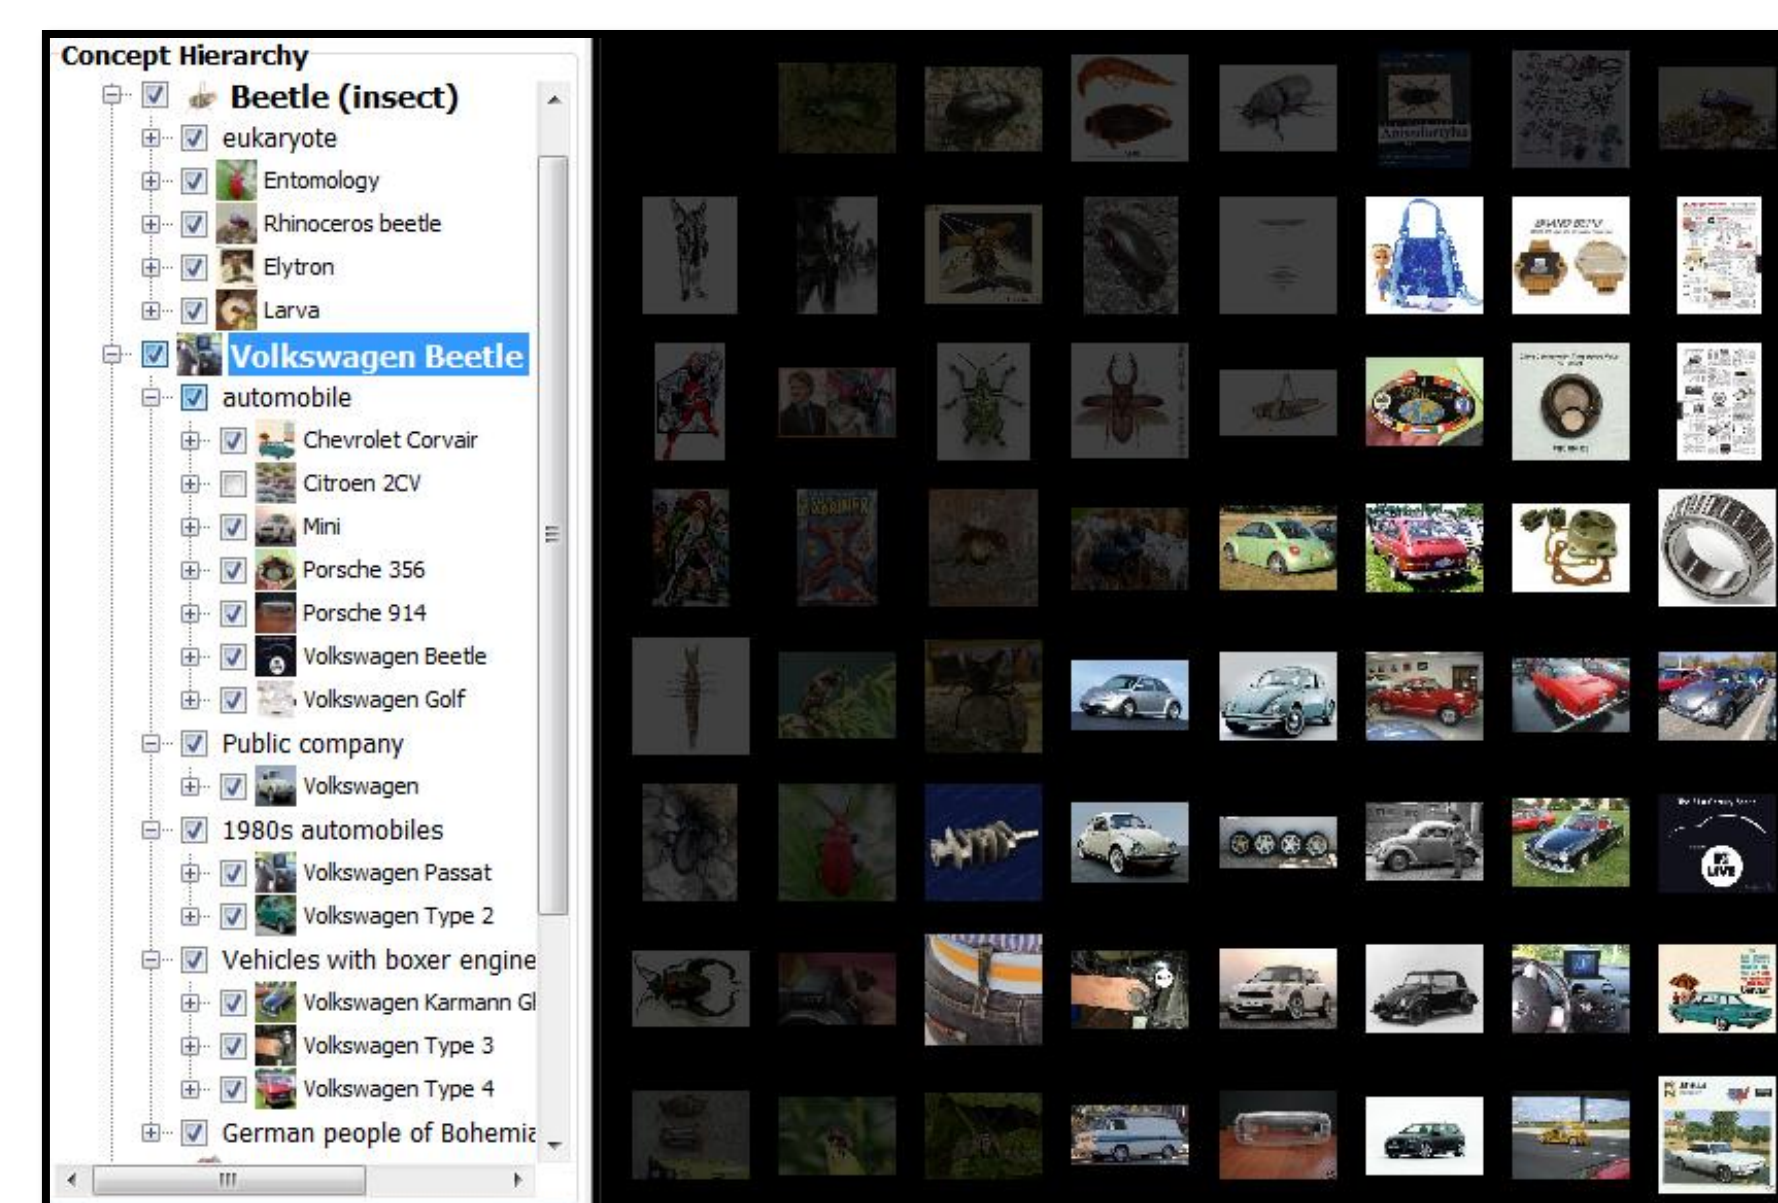 Concept Hierarchy
Beetle (insect)
eukaryote
Entomology
Rhinoceros beetle
Elytron
Larva
Volkswagen Beetle
automobile
Chevrolet Corvair
Citroen 2CV
Mini
Porsche 356
Porsche 914
Volkswagen Beetle
Volkswagen Golf
Public company
Volkswagen
1980s automobiles
Volkswagen Passat
Volkswagen Type 2
Vehicles with boxer engine
Volkswagen Karmann Gl
Volkswagen Type 3
Volkswagen Type 4
German people of Bohemia
LIVE